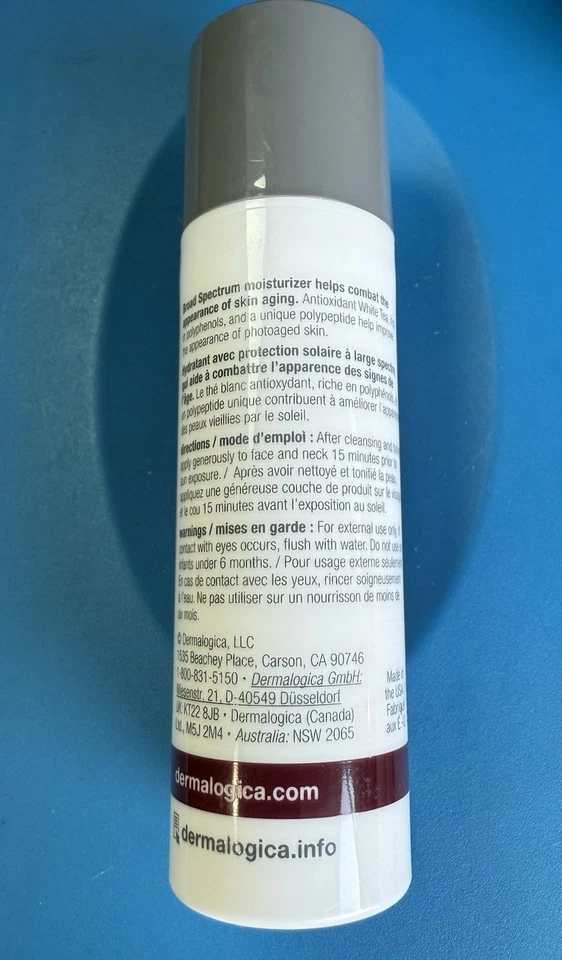 Broad Spectrum moisturizer helps combat the
appearance of skin aging. Antioxidant White Tea,
polyphenols, and a unique polypeptide help improve
the appearance of photoaged skin.
Hydratant avec protection solaire à large
qui aide à combattre l'apparence des signes de
l'âge. Le thé blanc antioxydant, riche en polyphénols,
polypeptide unique contribuent à améliorer
des peaux vieillies par le soleil.
directions / mode d'emploi : After cleansing and
apply generously to face and neck 15 minutes prior to
sun exposure. / Après avoir nettoyé et tonifié la peau,
appliquez une généreuse couche de produit sur le
et le cou 15 minutes avant l'exposition au soleil.
warnings / mises en garde : For external use only. If
contact with eyes occurs, flush with water. Do not use
infants under 6 months. / Pour usage externe seulement.
En cas de contact avec les yeux, rincer soigneusement
à l'eau. Ne pas utiliser sur un nourrisson de moins de
six mois.
© Dermalogica, LLC
1535 Beachey Place, Carson, CA 90746
1-800-831-5150 • Dermalogica GmbH:
Wiesenstr. 21, D-40549 Düsseldorf
UK: KT22 8JB • Dermalogica (Canada)
Ltd., M5J 2M4 • Australia: NSW 2065
Made in
the USA
aux
dermalogica.com
dermalogica.info